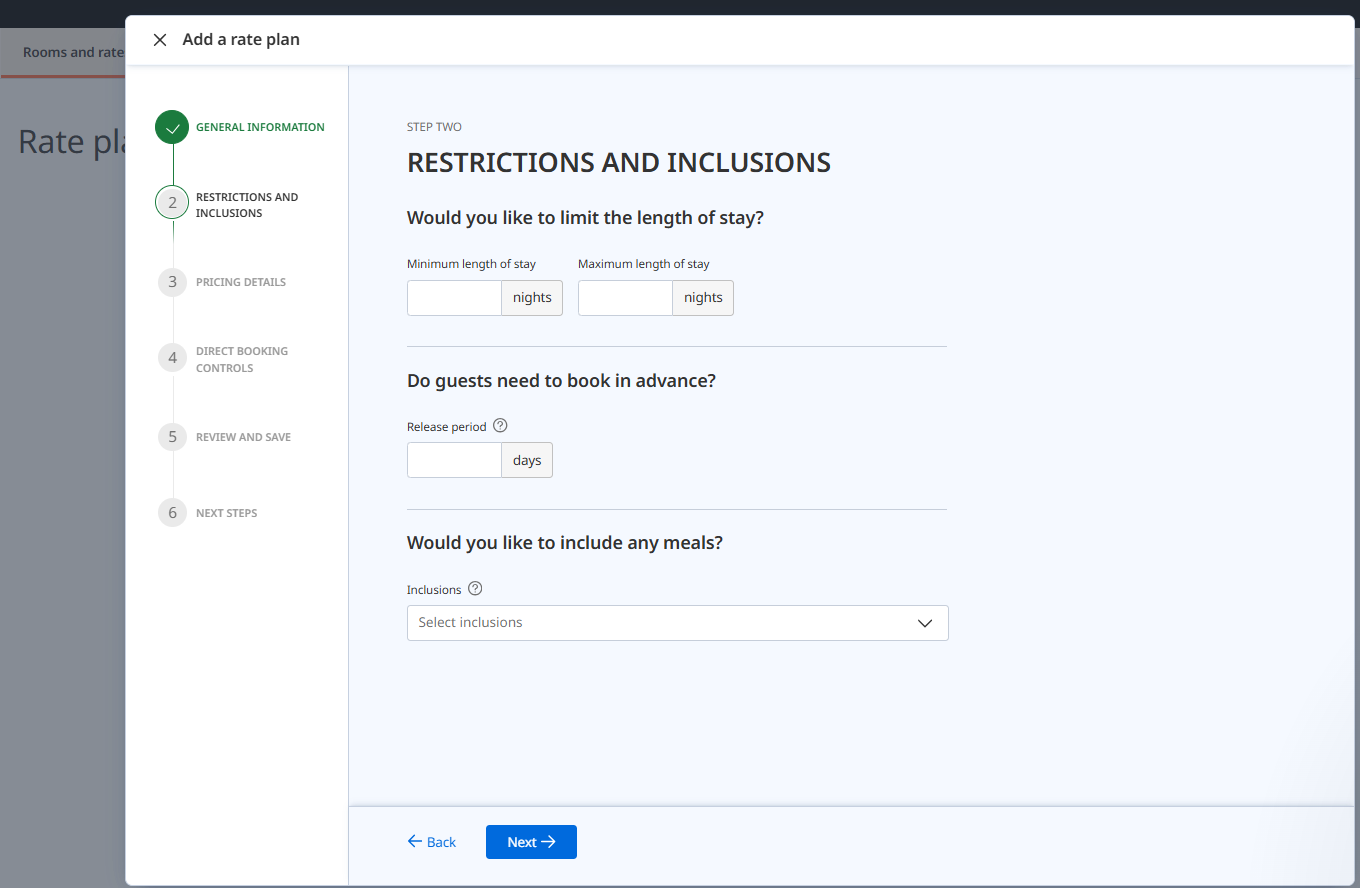 Add a rate plan
Rooms and rate
Rate pla
GENERAL INFORMATION
2
RESTRICTIONS AND
INCLUSIONS
3
PRICING DETAILS
4
DIRECT BOOKING
CONTROLS
5
REVIEW AND SAVE
6
NEXT STEPS
STEP TWO
RESTRICTIONS AND INCLUSIONS
Would you like to limit the length of stay?
Minimum length of stay Maximum length of stay
nights nights
Do guests need to book in advance?
Release period ?
days
Would you like to include any meals?
Inclusions ?
Select inclusions
Back Next